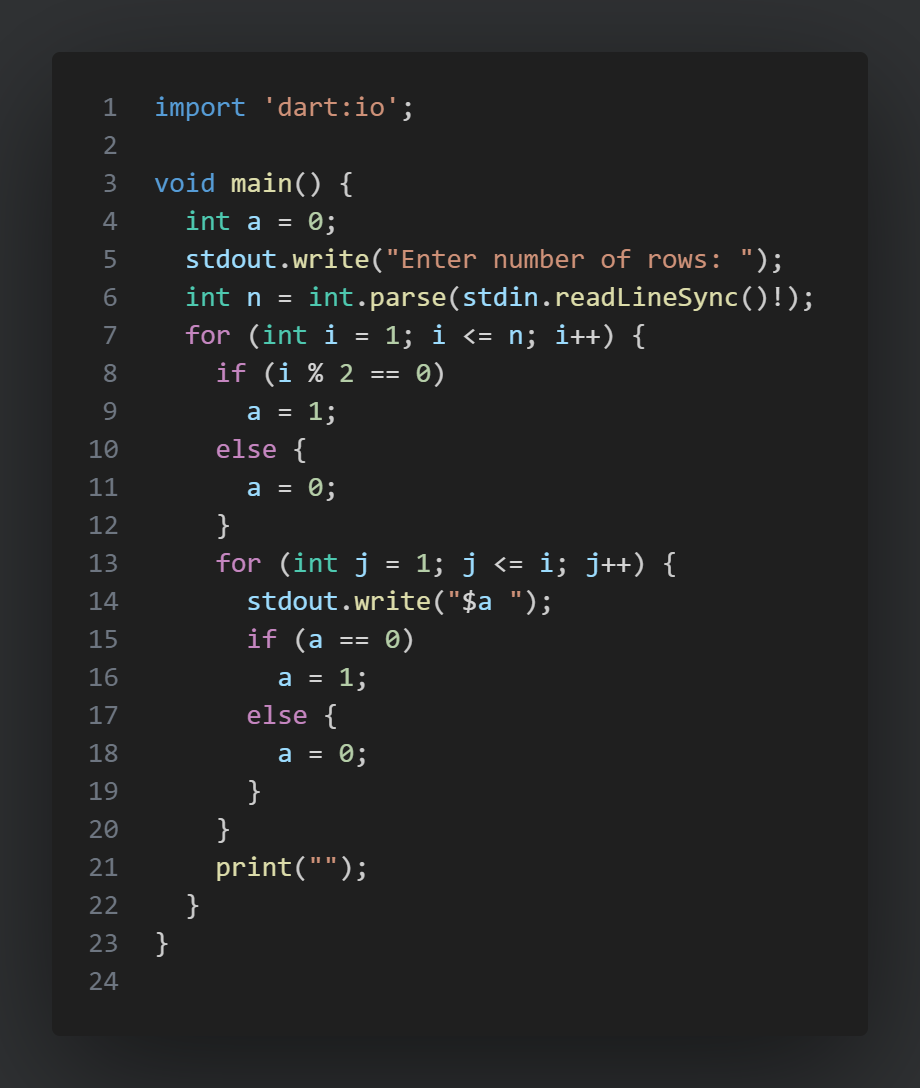 1 import 'dart:io';
2
3 void main() {
4   int a = 0;
5   stdout.write("Enter number of rows: ");
6   int n = int.parse(stdin.readLineSync()!);
7   for (int i = 1; i <= n; i++) {
8     if (i % 2 == 0)
9       a = 1;
10     else {
11       a = 0;
12     }
13     for (int j = 1; j <= i; j++) {
14       stdout.write("$a ");
15       if (a == 0)
16         a = 1;
17       else {
18         a = 0;
19       }
20     }
21     print("");
22   }
23 }
24